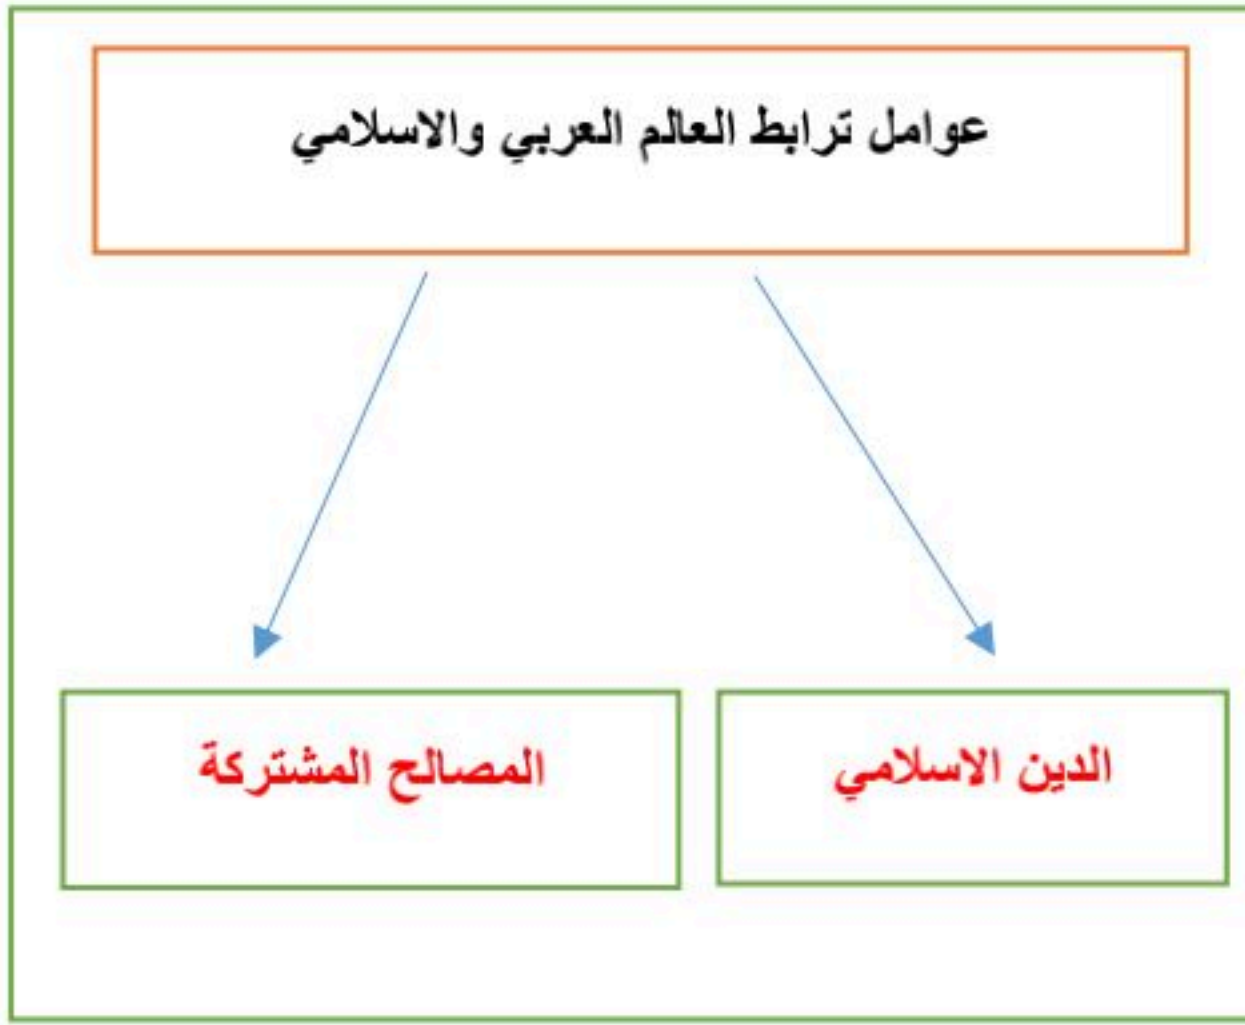 عوامل ترابط العالم العربي والاسلامي
الدين الاسلامي
المصالح المشتركة